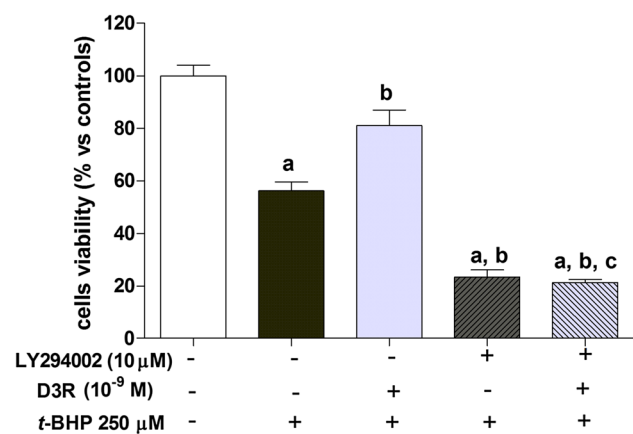 cells viability (% vs controls)
120
100
80
60
40
20
0
a
b
a, b
a, b, c
LY294002 (10 μM) - - - + +
D3R (10⁻⁹ M) - - + - +
t-BHP 250 μM - + + + +